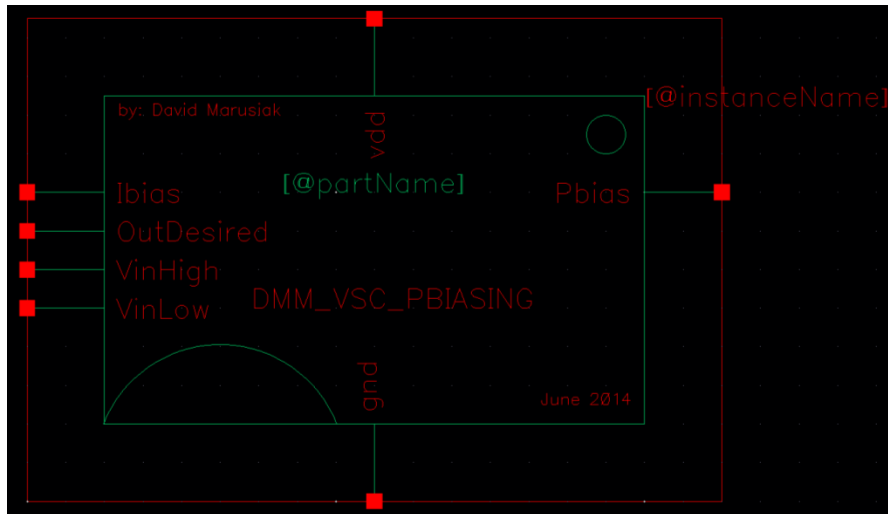 [@instanceName]
by: David Marusiak
vdd
[@partName]
Ibias
Pbias
OutDesired
VinHigh
VinLow
DMM_VSC_PBIASING
gnd
June 2014